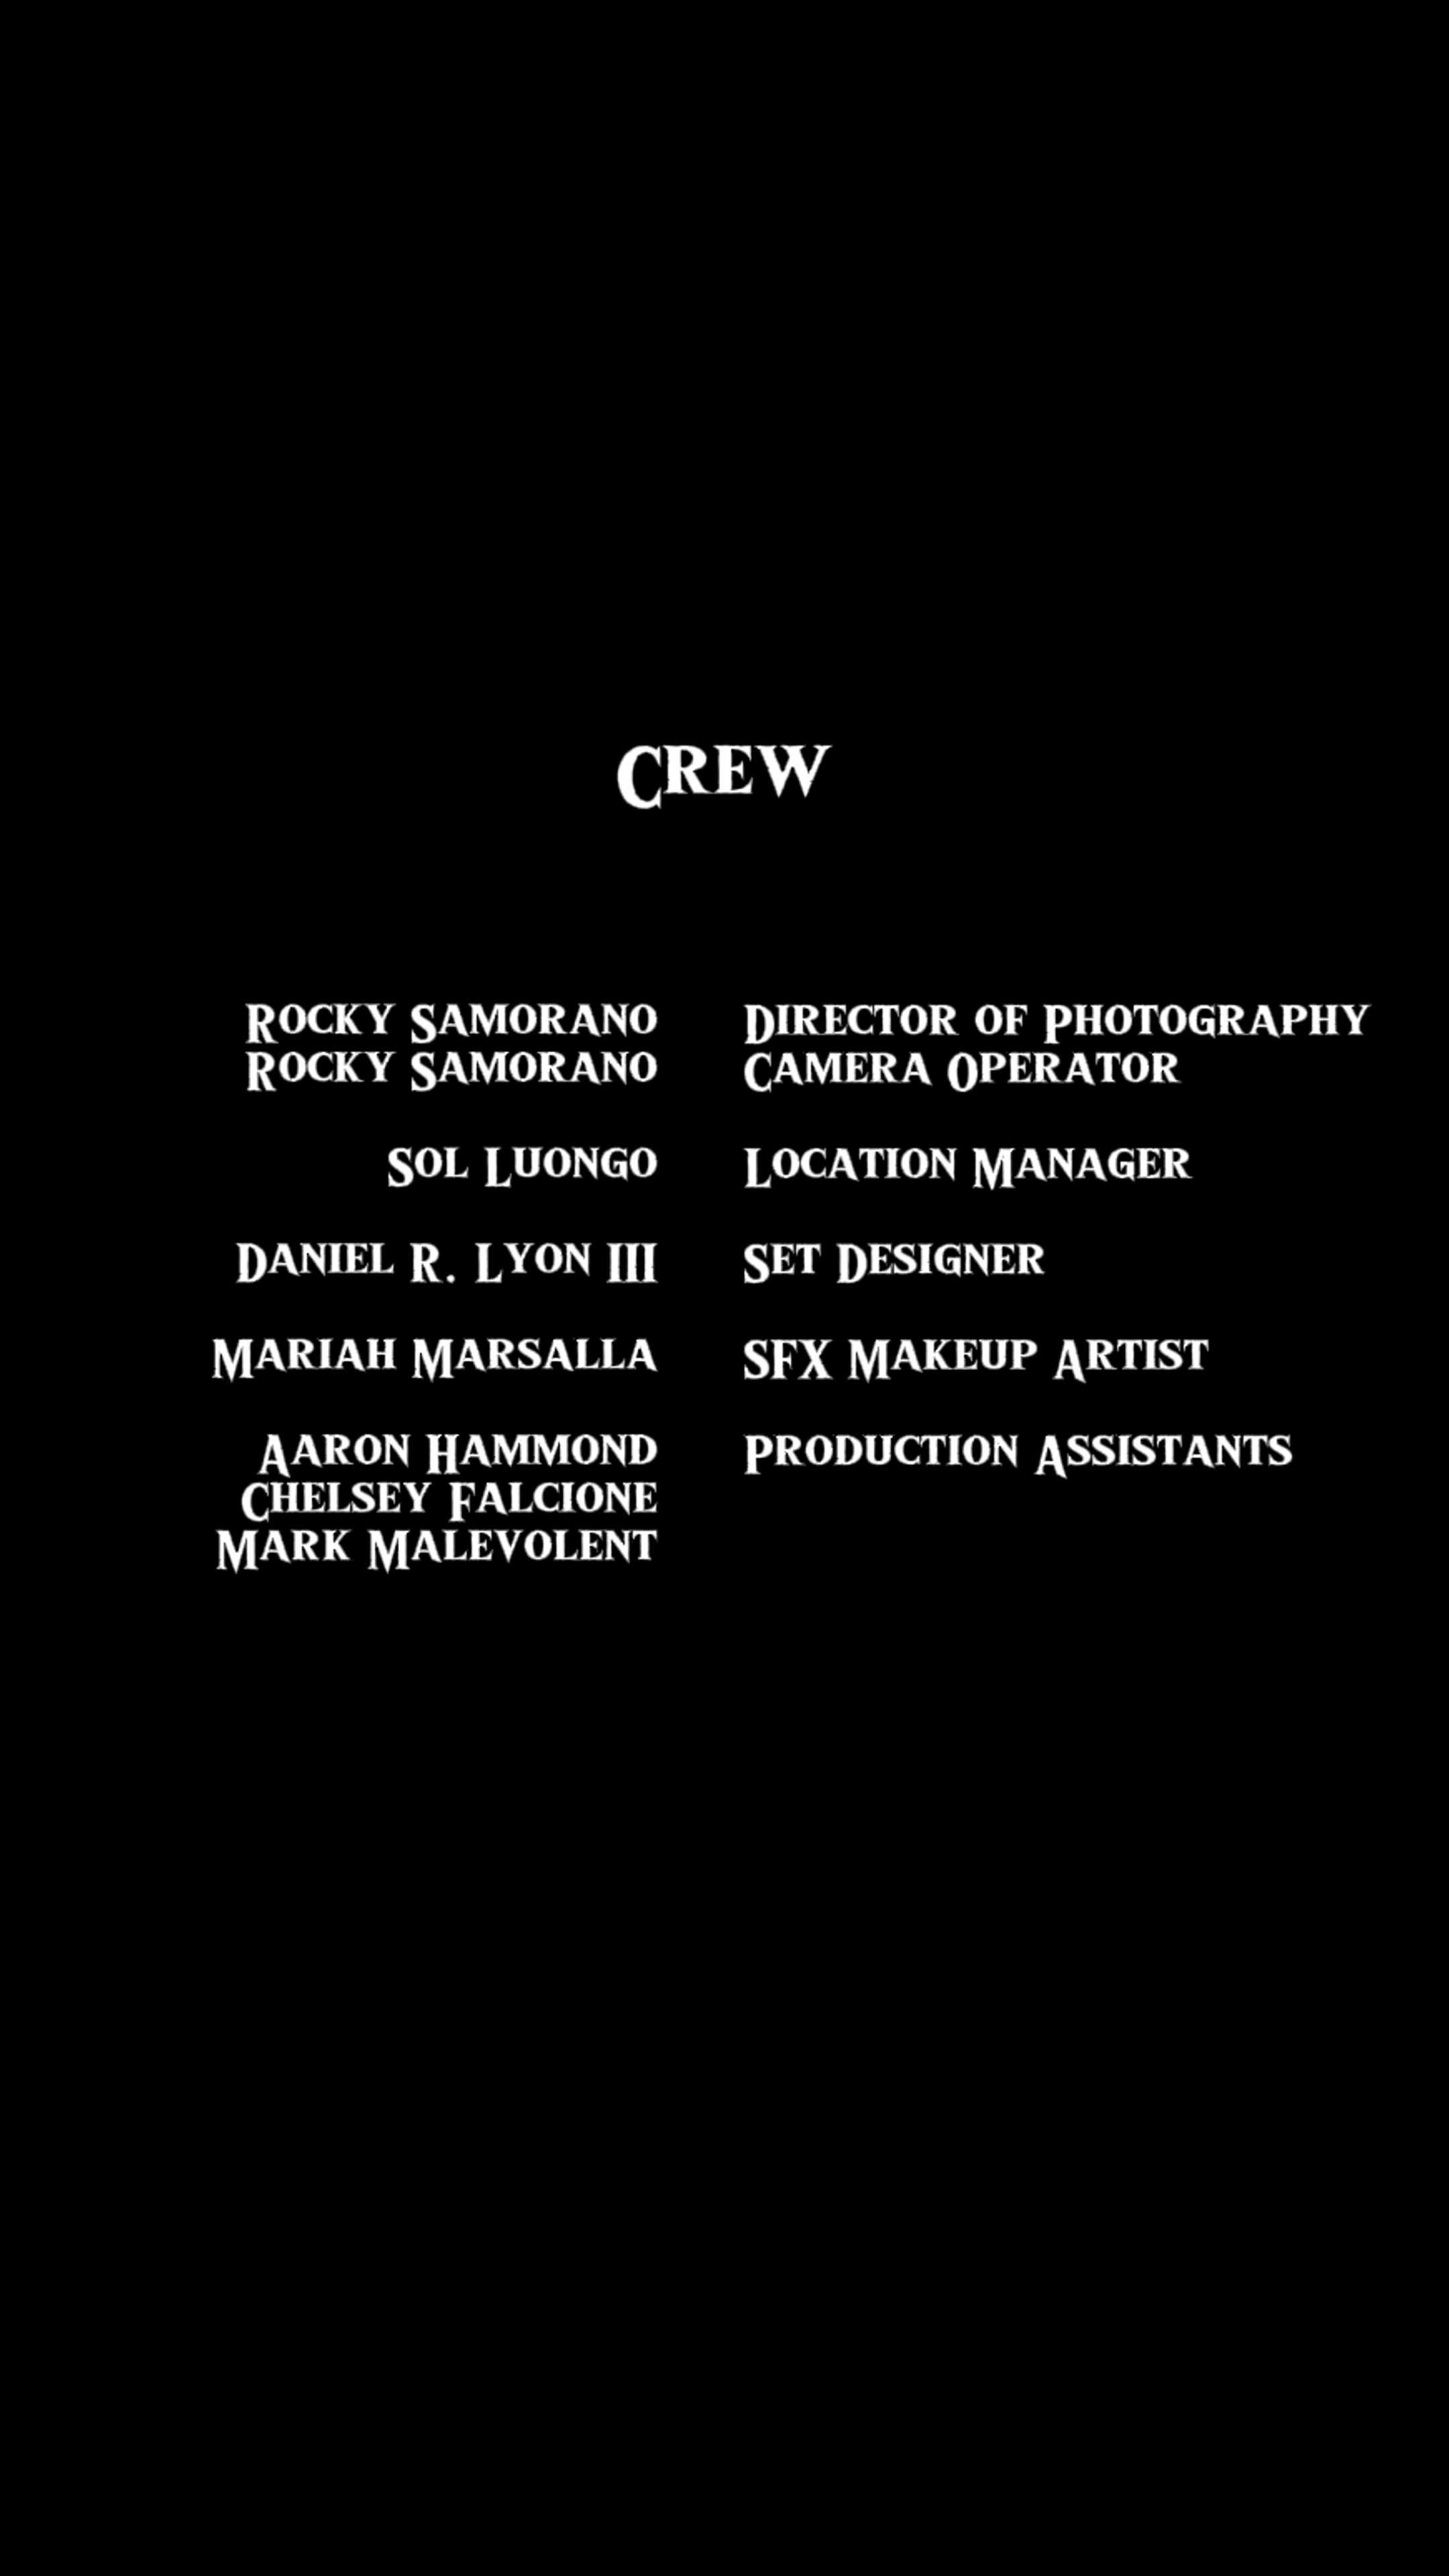 Crew
Rocky Samorano Director of Photography
Rocky Samorano Camera Operator
Sol Luongo Location Manager
Daniel R. Lyon III Set Designer
Mariah Marsalla SFX Makeup Artist
Aaron Hammond Production Assistants
Chelsey Falcione
Mark Malevolent